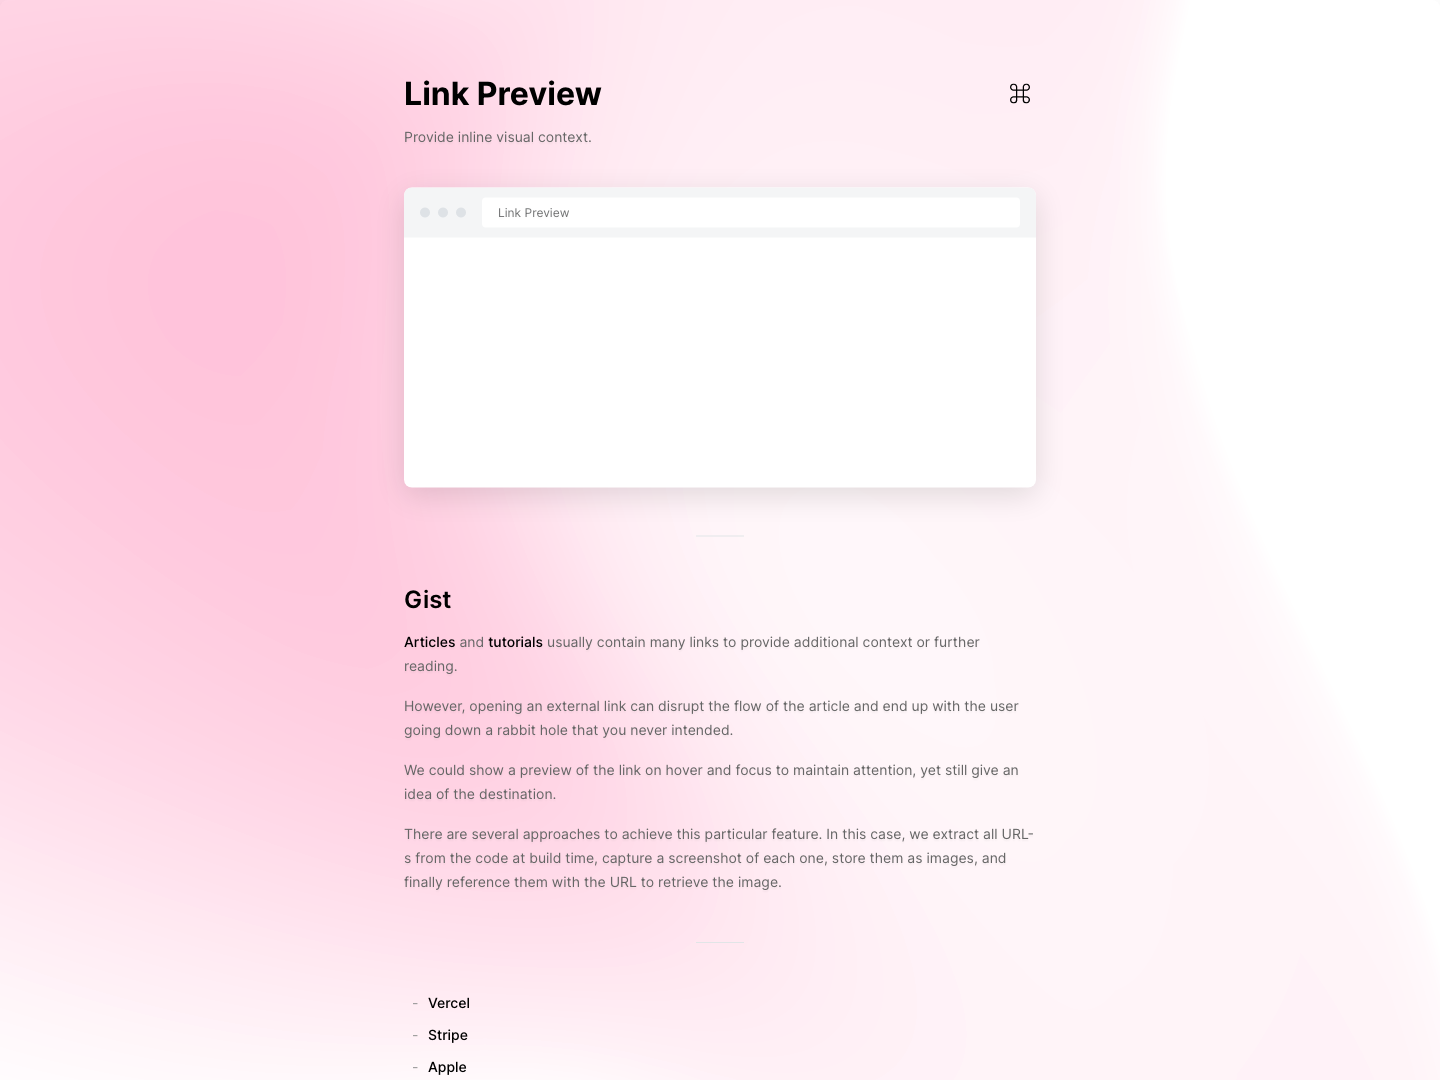 Link Preview
Provide inline visual context.
Link Preview
Gist
Articles and tutorials usually contain many links to provide additional context or further
reading.
However, opening an external link can disrupt the flow of the article and end up with the user
going down a rabbit hole that you never intended.
We could show a preview of the link on hover and focus to maintain attention, yet still give an
idea of the destination.
There are several approaches to achieve this particular feature. In this case, we extract all URL-
s from the code at build time, capture a screenshot of each one, store them as images, and
finally reference them with the URL to retrieve the image.
- Vercel
- Stripe
- Apple